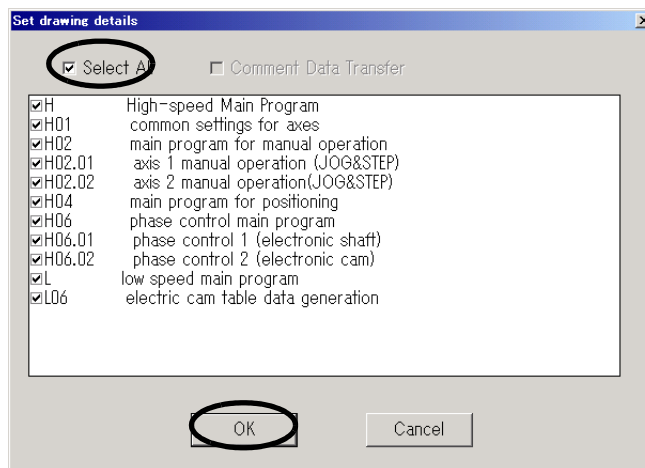 Set drawing details
Select Al
Comment Data Transfer
H High-speed Main Program
H01 common settings for axes
H02 main program for manual operation
H02.01 axis 1 manual operation (JOG&STEP)
H02.02 axis 2 manual operation(JOG&STEP)
H04 main program for positioning
H06 phase control main program
H06.01 phase control 1 (electronic shaft)
H06.02 phase control 2 (electronic cam)
L low speed main program
L06 electric cam table data generation
OK
Cancel